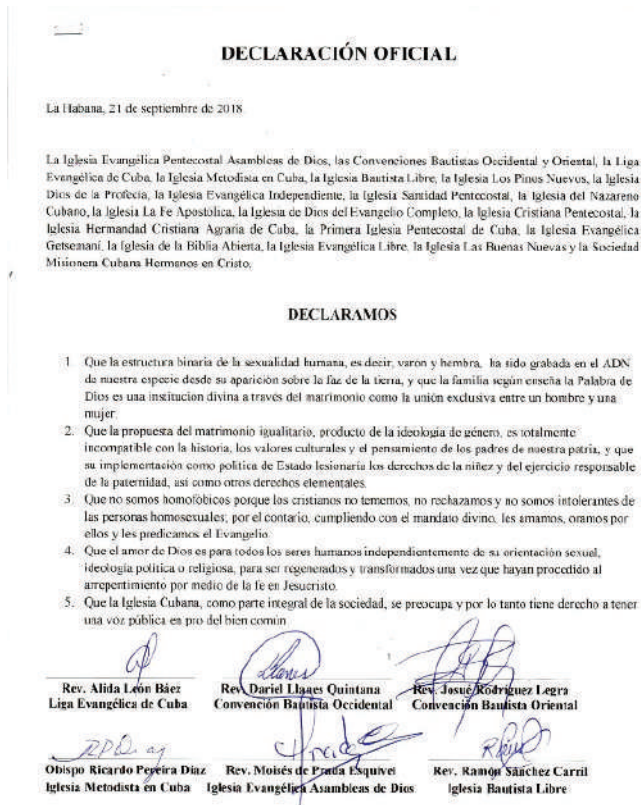 DECLARACIÓN OFICIAL
La Habana, 21 de septiembre de 2018
La Iglesia Evangélica Pentecostal Asambleas de Dios, las Convenciones Bautistas Occidental y Oriental, la Liga
Evangélica de Cuba, la Iglesia Metodista en Cuba, la Iglesia Bautista Libre, la Iglesia Los Pinos Nuevos, la Iglesia
Dios de la Profecía, la Iglesia Evangélica Independiente, la Iglesia Santidad Pentecostal, la Iglesia del Nazareno
Cubano, la Iglesia La Fe Apostólica, la Iglesia de Dios del Evangelio Completo, la Iglesia Cristiana Pentecostal, la
Iglesia Hermandad Cristiana Agraria de Cuba, la Primera Iglesia Pentecostal de Cuba, la Iglesia Evangélica
Getsemaní, la Iglesia de la Biblia Abierta, la Iglesia Evangélica Libre, la Iglesia Las Buenas Nuevas y la Sociedad
Misionera Cubana Hermanos en Cristo.
DECLARAMOS
1. Que la estructura binaria de la sexualidad humana, es decir, varón y hembra, ha sido grabada en el ADN
de nuestra especie desde su aparición sobre la faz de la tierra, y que la familia según enseña la Palabra de
Dios es una institucion divina a través del matrimonio como la unión exclusiva entre un hombre y una
mujer.
2. Que la propuesta del matrimonio igualitario, producto de la ideología de género, es totalmente
incompatible con la historia, los valores culturales y el pensamiento de los padres de nuestra patria, y que
su implementación como política de Estado lesionaría los derechos de la niñez y del ejercicio responsable
de la paternidad, así como otros derechos elementales.
3. Que no somos homofóbicos porque los cristianos no tememos, no rechazamos y no somos intolerantes de
las personas homosexuales; por el contario, cumpliendo con el mandato divino, les amamos, oramos por
ellos y les predicamos el Evangelio.
4. Que el amor de Dios es para todos los seres humanos independientemente de su orientación sexual,
ideología política o religiosa, para ser regenerados y transformados una vez que hayan procedido al
arrepentimiento por medio de la fe en Jesucristo.
5. Que la Iglesia Cubana, como parte integral de la sociedad, se preocupa y por lo tanto tiene derecho a tener
una voz pública en pro del bien común
Rev. Alida León Báez Rev. Dariel Llanes Quintana Rev. Josué Rodríguez Legra
Liga Evangélica de Cuba Convención Bautista Occidental Convención Bautista Oriental
Obispo Ricardo Pereira Díaz Rev. Moisés de Prada Esquivel Rev. Ramón Sánchez Carril
Iglesia Metodista en Cuba Iglesia Evangélica Asambleas de Dios Iglesia Bautista Libre